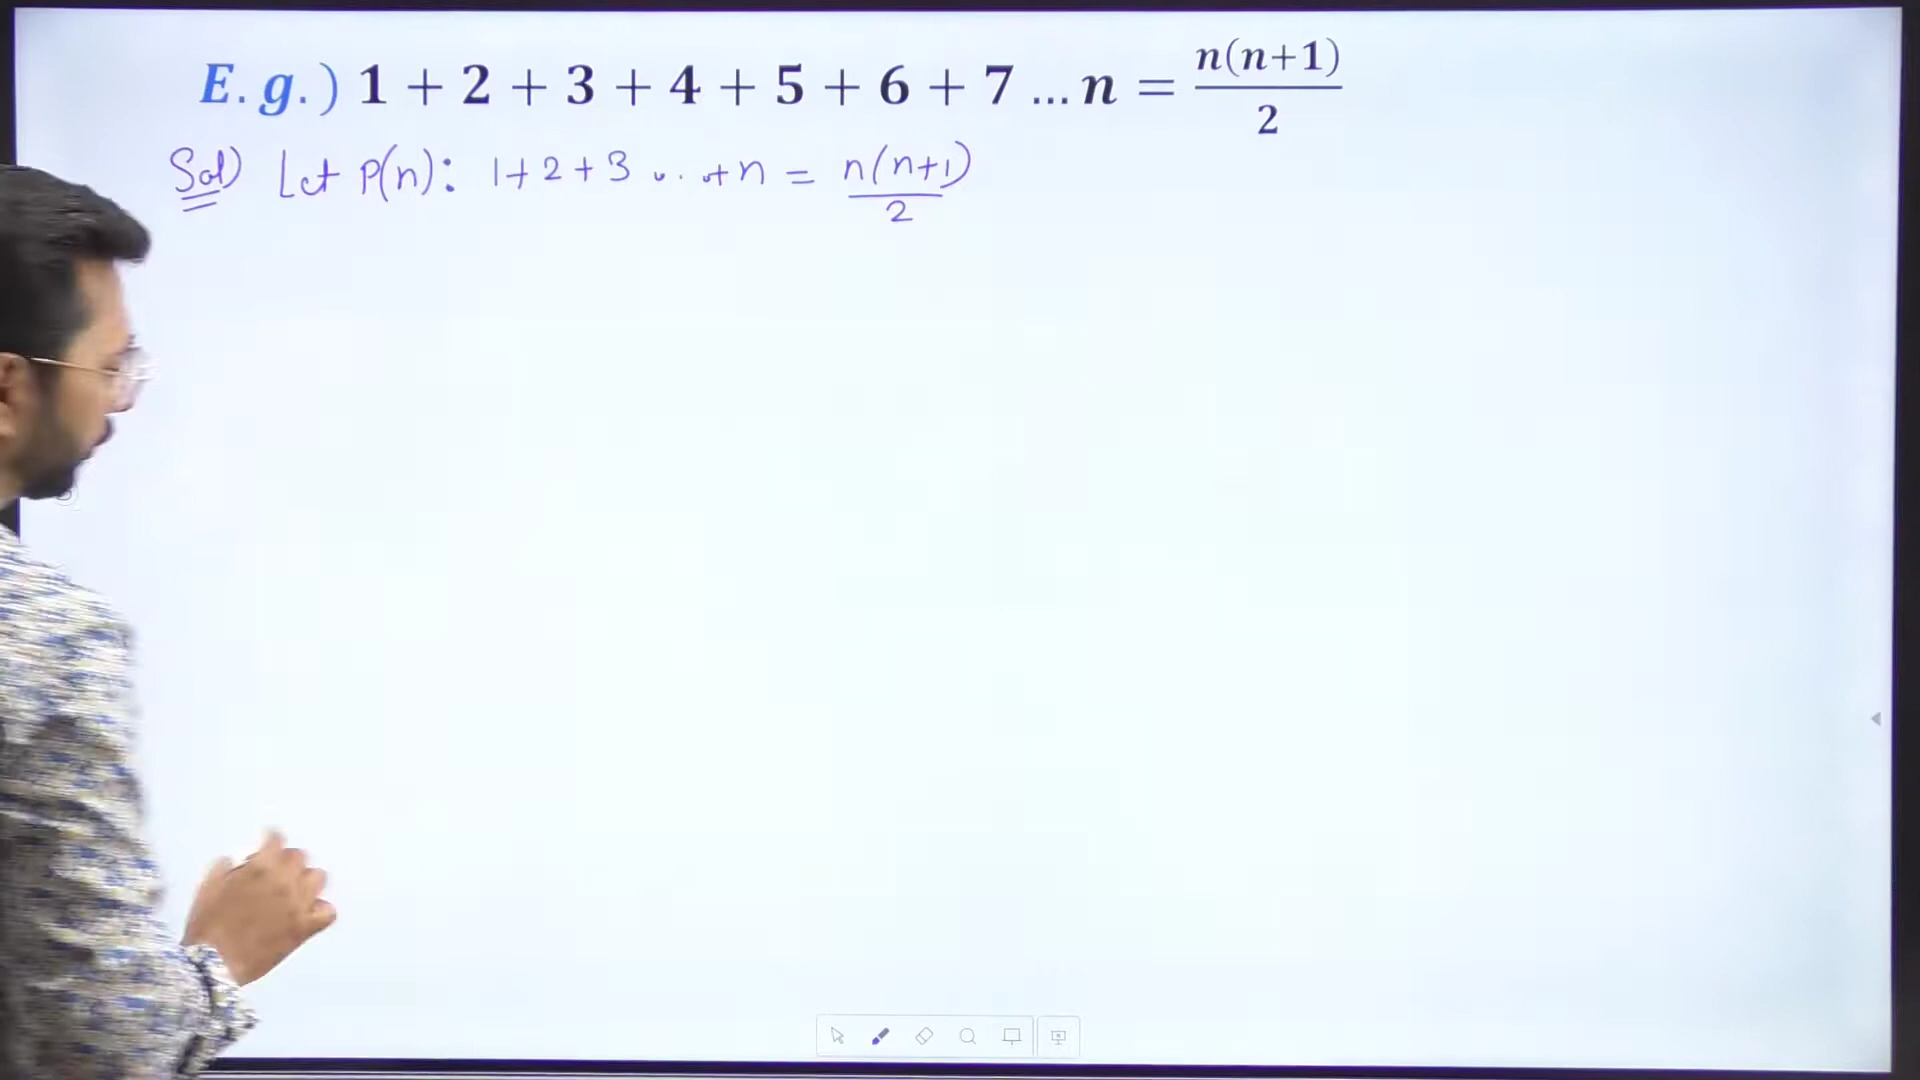 E.g.) 1 + 2 + 3 + 4 + 5 + 6 + 7 ... n = n(n+1)/2
Sol) Let P(n): 1+2+3 ... +n = n(n+1)/2